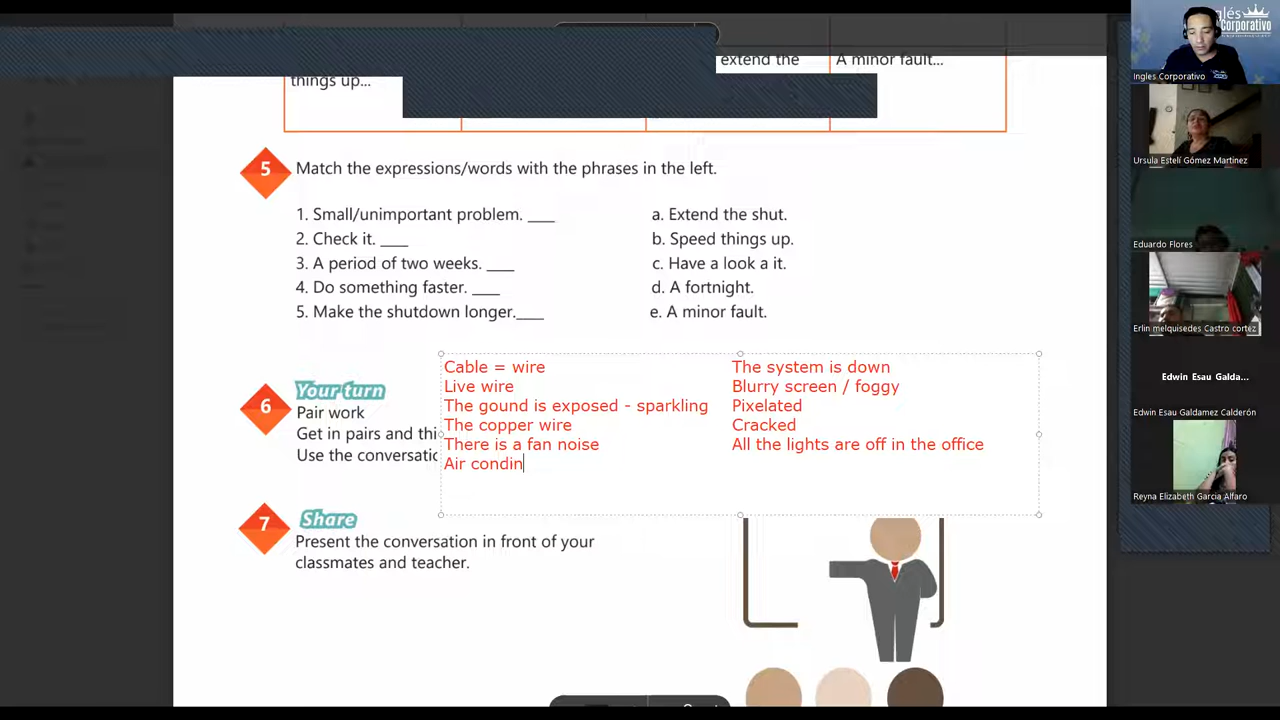 extend the
A minor fault...
things up...
5
Match the expressions/words with the phrases in the left.
1. Small/unimportant problem. ____
2. Check it. ____
3. A period of two weeks. ____
4. Do something faster. ____
5. Make the shutdown longer.____
a. Extend the shut.
b. Speed things up.
c. Have a look a it.
d. A fortnight.
e. A minor fault.
Cable = wire
Live wire
The gound is exposed - sparkling
The copper wire
There is a fan noise
Air condin
The system is down
Blurry screen / foggy
Pixelated
Cracked
All the lights are off in the office
6
Your turn
Pair work
Get in pairs and thi
Use the conversatio
7
Share
Present the conversation in front of your
classmates and teacher.
Inglés
Corporativo
Ingles Corporativo
Ursula Estelí Gómez Martinez
Eduardo Flores
Erlin melquisedes Castro cortez
Edwin Esau Galda...
Edwin Esau Galdamez Calderón
Reyna Elizabeth Garcia Alfaro